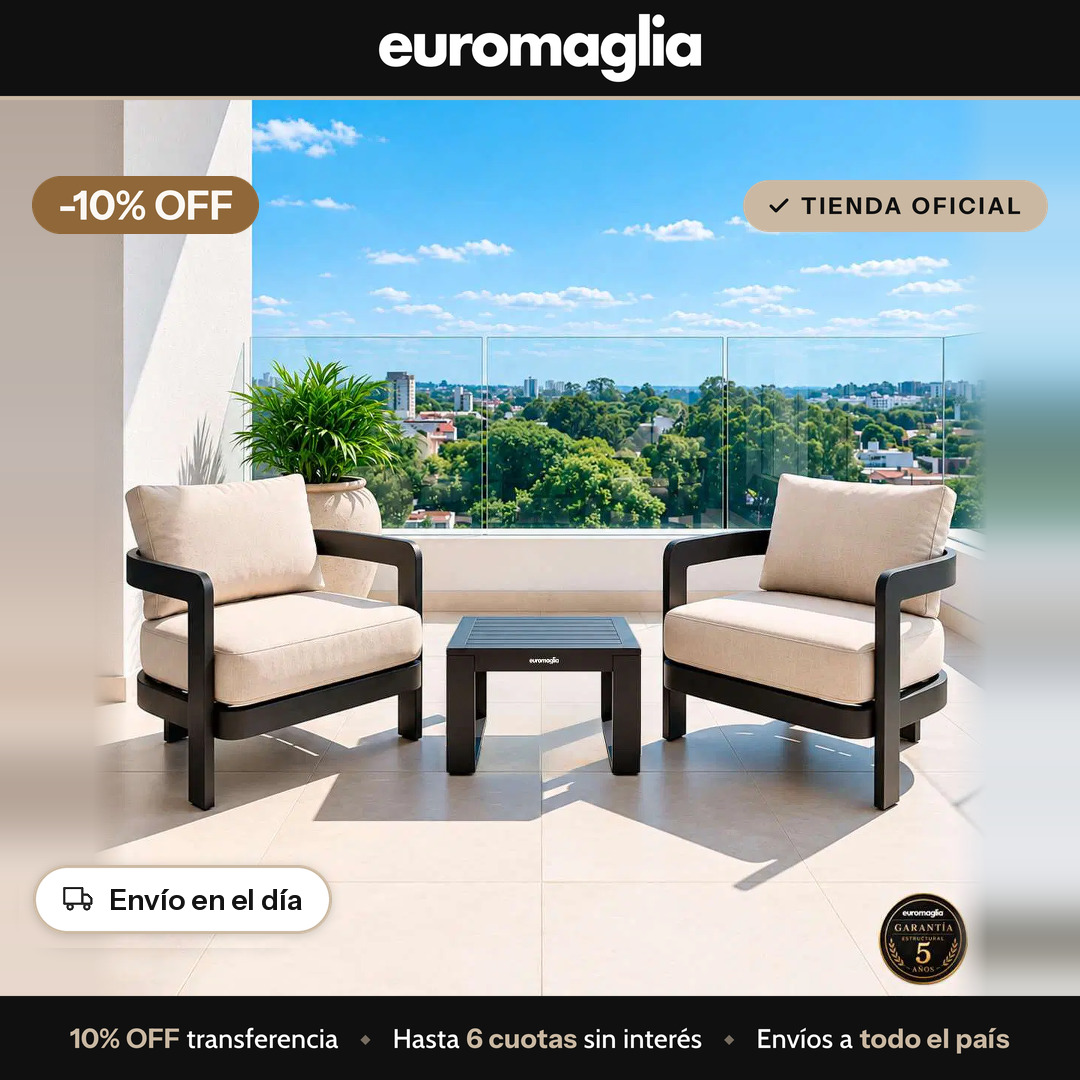 euromaglia
-10% OFF
✓ TIENDA OFICIAL
euromaglia
Envío en el día
euromaglia
GARANTÍA
ESTRUCTURAL
5
AÑOS
10% OFF transferencia ◆ Hasta 6 cuotas sin interés ◆ Envíos a todo el país